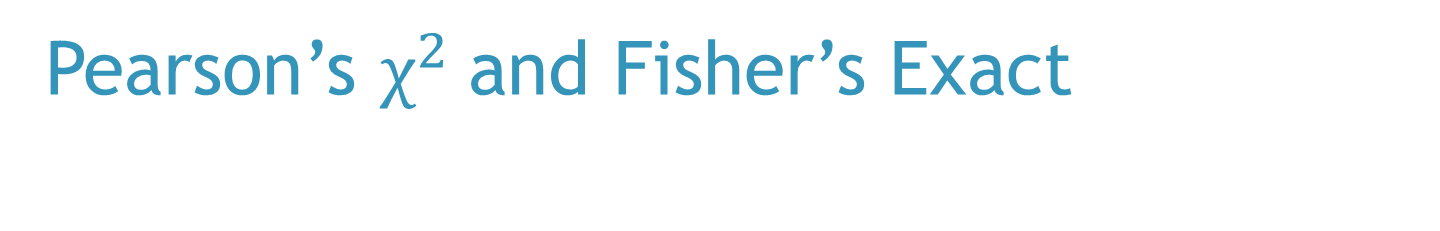 Pearson’s χ² and Fisher’s Exact